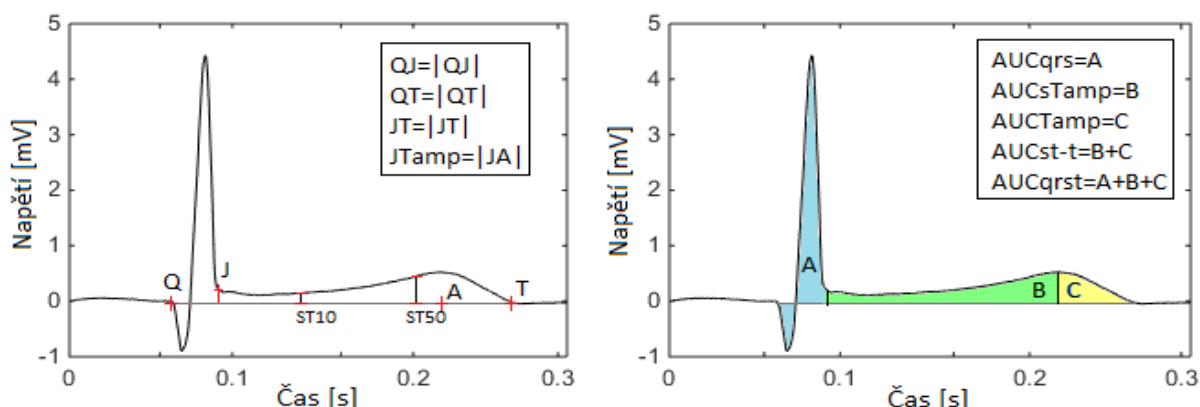 5
4
3
2
1
0
-1
Napětí [mV]
QJ=|QJ|
QT=|QT|
JT=|JT|
JTamp=|JA|
Q
J
A
T
ST10
ST50
0
0.1
0.2
0.3
Čas [s]
5
4
3
2
1
0
-1
Napětí [mV]
AUCqrs=A
AUCsTamp=B
AUCTamp=C
AUCst-t=B+C
AUCqrst=A+B+C
A
B
C
0
0.1
0.2
0.3
Čas [s]